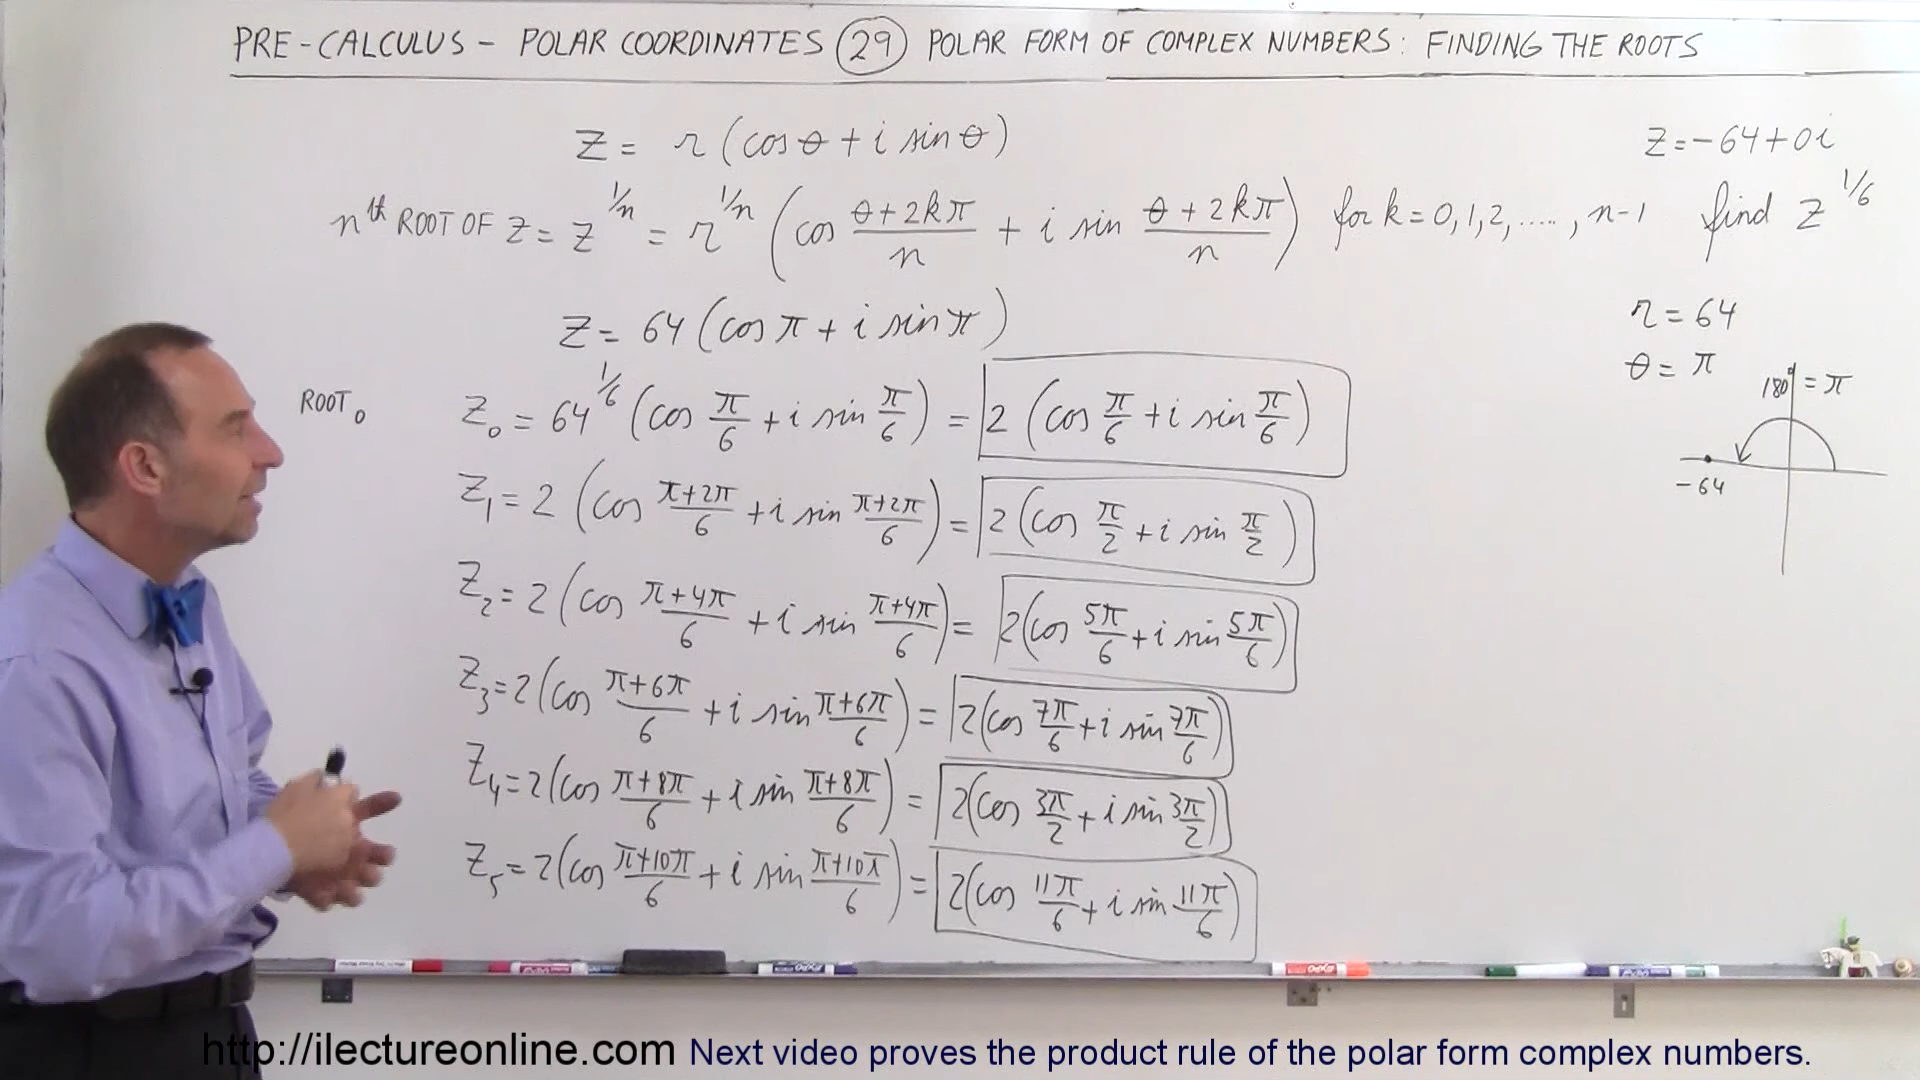 PRE-CALCULUS - POLAR COORDINATES 29 POLAR FORM OF COMPLEX NUMBERS: FINDING THE ROOTS
z = r (cos θ + i sin θ)
z = -64 + 0i
nth ROOT OF z = z^1/n = r^1/n (cos (θ+2kπ)/n + i sin (θ+2kπ)/n) for k = 0, 1, 2, ....., n-1
find z^1/6
z = 64 (cos π + i sin π)
r = 64
θ = π
180° = π
-64
ROOT₀
z₀ = 64^1/6 (cos π/6 + i sin π/6) = 2 (cos π/6 + i sin π/6)
z₁ = 2 (cos (π+2π)/6 + i sin (π+2π)/6) = 2 (cos π/2 + i sin π/2)
z₂ = 2 (cos (π+4π)/6 + i sin (π+4π)/6) = 2 (cos 5π/6 + i sin 5π/6)
z₃ = 2 (cos (π+6π)/6 + i sin (π+6π)/6) = 2 (cos 7π/6 + i sin 7π/6)
z₄ = 2 (cos (π+8π)/6 + i sin (π+8π)/6) = 2 (cos 3π/2 + i sin 3π/2)
z₅ = 2 (cos (π+10π)/6 + i sin (π+10π)/6) = 2 (cos 11π/6 + i sin 11π/6)
EXPO
http://ilectureonline.com Next video proves the product rule of the polar form complex numbers.